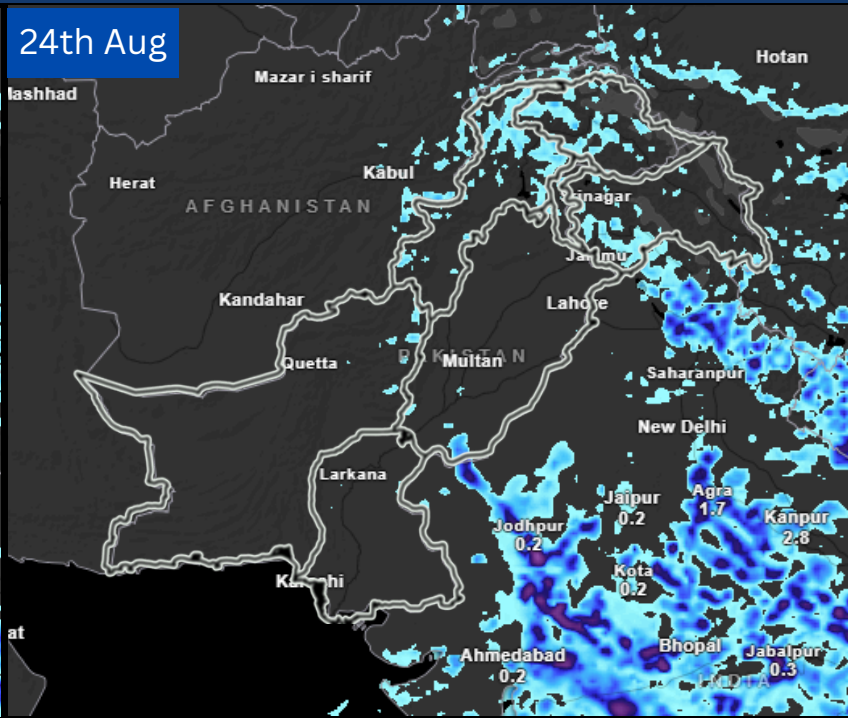 24th Aug
Hotan
Mazar i sharif
Kabul
Herat
AFGHANISTAN
Srinagar
Jammu
Kandahar
Lahore
PAKISTAN
Multan
Quetta
Saharanpur
New Delhi
Larkana
Agra
1.7
Jaipur
0.2
Kanpur
2.8
Jodhpur
0.2
Kota
0.2
Karachi
Bhopal
Jabalpur
0.3
Ahmedabad
0.2
INDIA